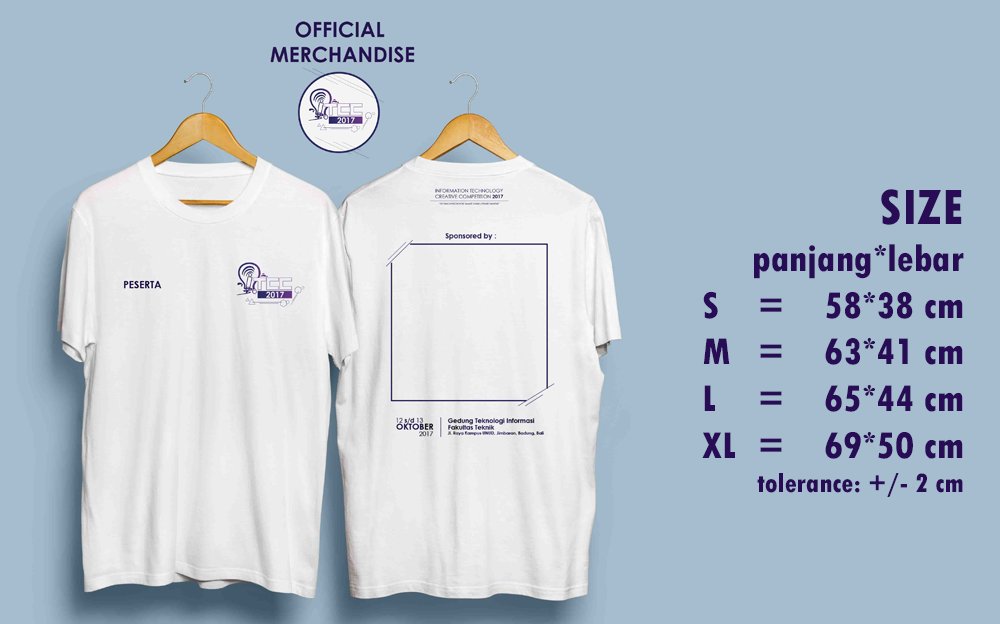 OFFICIAL
MERCHANDISE
ITCC
2017
PESERTA
ITCC
2017
INFORMATION TECHNOLOGY
CREATIVE COMPETITION 2017
Sponsored by :
12 s/d 13
OKTOBER
2017
Gedung Teknologi Informasi
Fakultas Teknik
Jl. Raya Kampus UNUD, Jimbaran, Badung, Bali
SIZE
panjang*lebar
S = 58*38 cm
M = 63*41 cm
L = 65*44 cm
XL = 69*50 cm
tolerance: +/- 2 cm